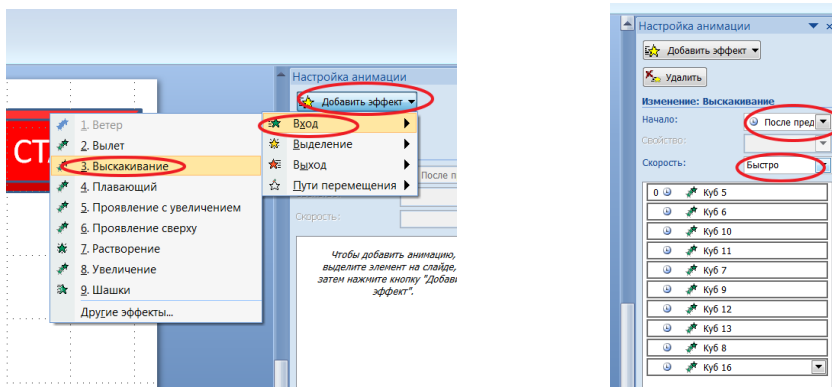 Настройка анимации
Добавить эффект
СТ
1. Ветер
2. Вылет
3. Выскакивание
4. Плавающий
5. Проявление с увеличением
6. Проявление сверху
7. Растворение
8. Увеличение
9. Шашки
Другие эффекты...
Вход
Выделение
Выход
Пути перемещения
После п
Скорость:
Чтобы добавить анимацию,
выделите элемент на слайде,
затем нажмите кнопку "Добави
эффект".
Настройка анимации
Добавить эффект
Удалить
Изменение: Выскакивание
Начало:
После пред
Свойство:
Скорость:
Быстро
0 Куб 5
Куб 6
Куб 10
Куб 11
Куб 7
Куб 9
Куб 12
Куб 13
Куб 8
Куб 16